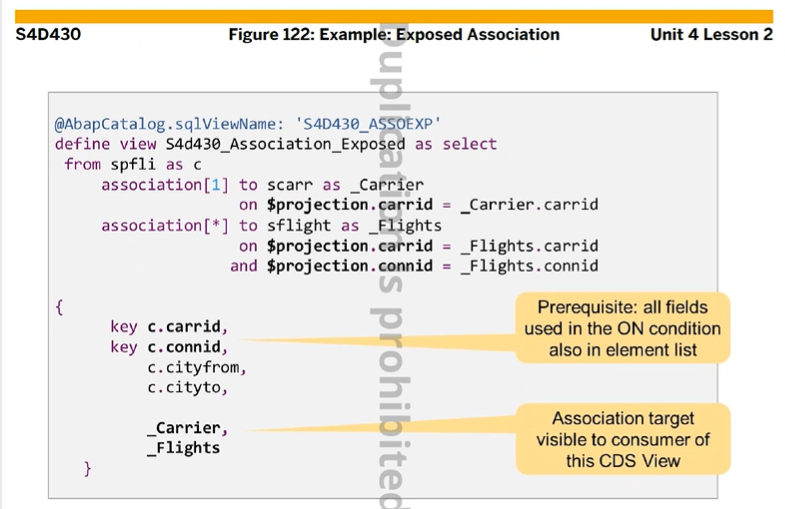 S4D430 Figure 122: Example: Exposed Association Unit 4 Lesson 2
@AbapCatalog.sqlViewName: 'S4D430_ASSOEXP'
define view S4d430_Association_Exposed as select
from spfli as c
association[1] to scarr as _Carrier
on $projection.carrid = _Carrier.carrid
association[*] to sflight as _Flights
on $projection.carrid = _Flights.carrid
and $projection.connid = _Flights.connid
{
key c.carrid,
key c.connid,
c.cityfrom,
c.cityto,
_Carrier,
_Flights
}
Prerequisite: all fields
used in the ON condition
also in element list
Association target
visible to consumer of
this CDS View
Duplication is prohibited